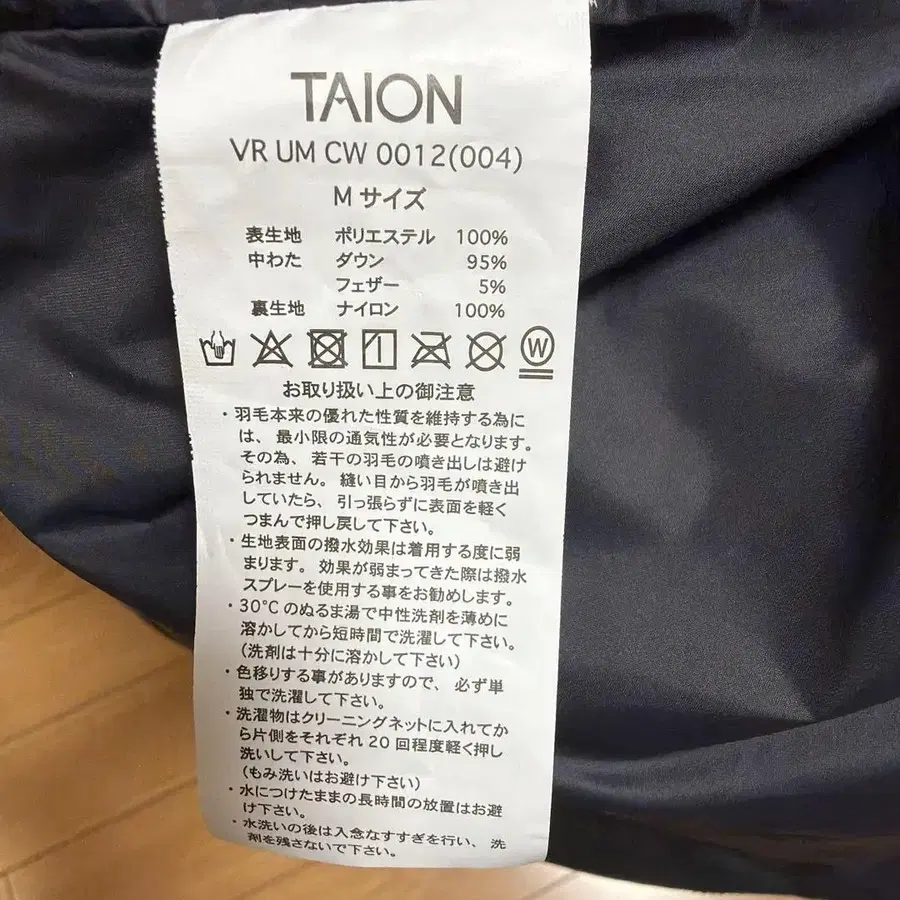 TAION
VR UM CW 0012(004)
M サイズ
表生地 ポリエステル 100%
中わた ダウン 95%
フェザー 5%
裏生地 ナイロン 100%
W
お取り扱い上の御注意
・羽毛本来の優れた性質を維持する為に
は、最小限の通気性が必要となります。
その為、若干の羽毛の噴き出しは避け
られません。縫い目から羽毛が噴き出
していたら、引っ張らずに表面を軽く
つまんで押し戻して下さい。
・生地表面の撥水効果は着用する度に弱
まります。効果が弱まってきた際は撥水
スプレーを使用する事をお勧めします。
・30°Cのぬるま湯で中性洗剤を薄めに
溶かしてから短時間で洗濯して下さい。
(洗剤は十分に溶かして下さい)
・色移りする事がありますので、必ず単
独で洗濯して下さい。
・洗濯物はクリーニングネットに入れてか
ら片側をそれぞれ 20 回程度軽く押し
洗いして下さい。
(もみ洗いはお避け下さい)
・水につけたままの長時間の放置はお避
け下さい。
・水洗いの後は入念なすすぎを行い、洗
剤を残さないで下さい。